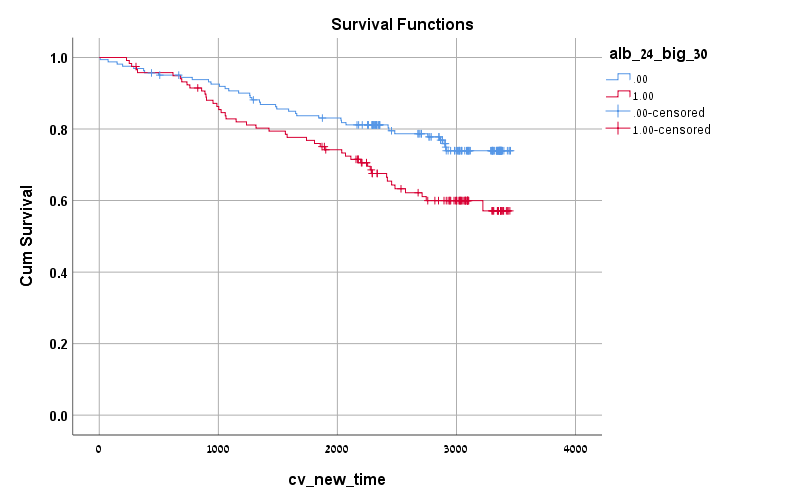 Survival Functions
alb_24_big_30
.00
1.00
.00-censored
1.00-censored
Cum Survival
1.0
0.8
0.6
0.4
0.2
0.0
0 1000 2000 3000 4000
cv_new_time